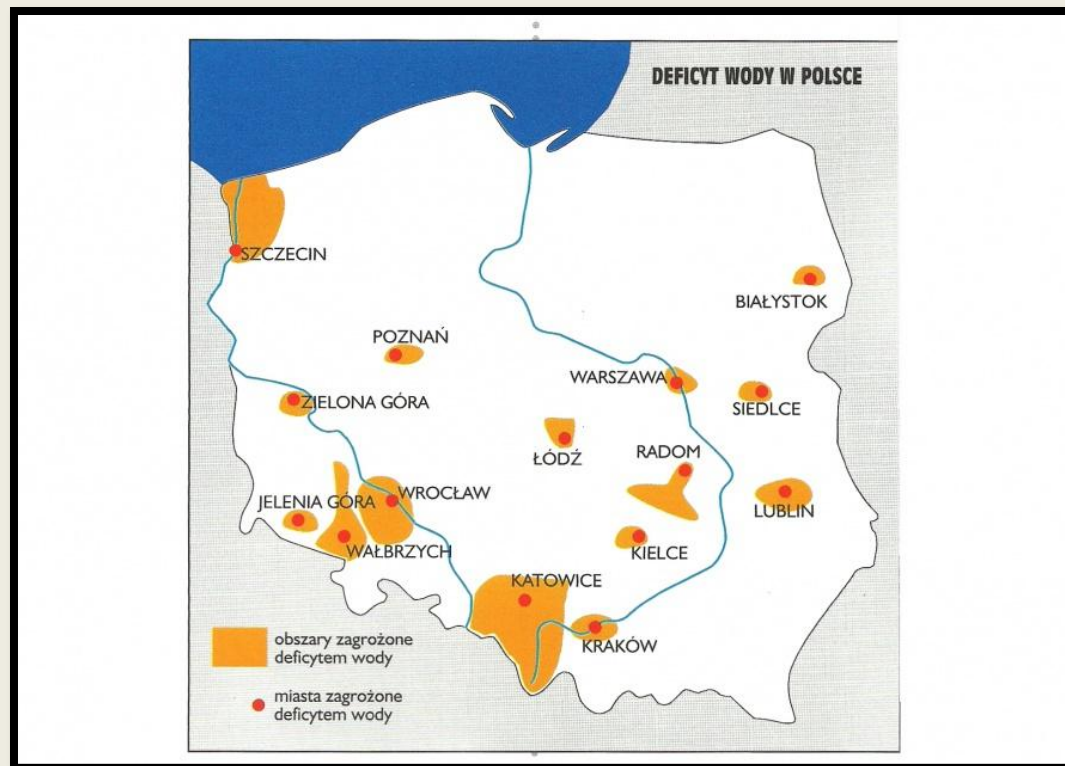 DEFICYT WODY W POLSCE
SZCZECIN
BIAŁYSTOK
POZNAŃ
WARSZAWA
SIEDLCE
ZIELONA GÓRA
ŁÓDŹ
RADOM
JELENIA GÓRA
WROCŁAW
LUBLIN
WAŁBRZYCH
KIELCE
KATOWICE
KRAKÓW
obszary zagrożone
deficytem wody
miasta zagrożone
deficytem wody